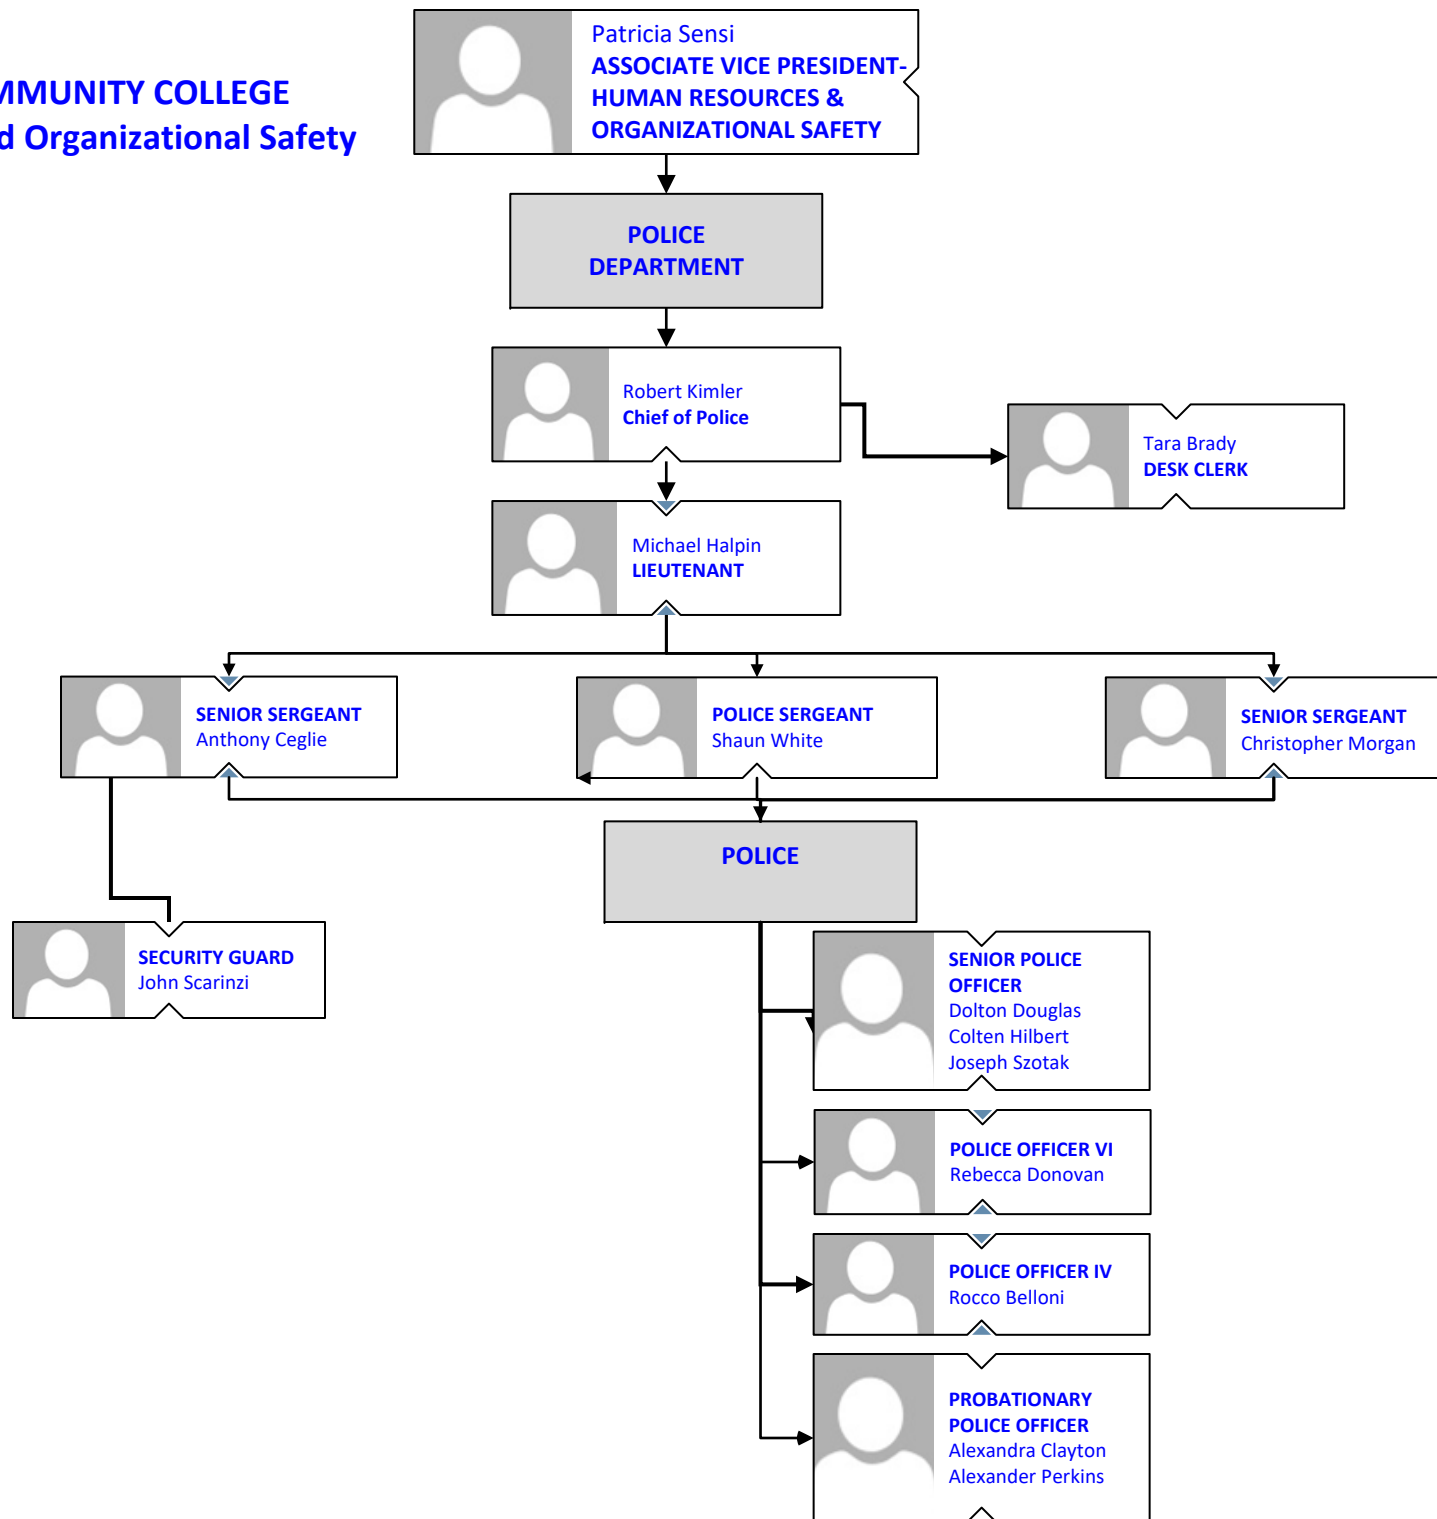 Patricia Sensi
ASSOCIATE VICE PRESIDENT-
HUMAN RESOURCES &
ORGANIZATIONAL SAFETY
MMUNITY COLLEGE
d Organizational Safety
POLICE
DEPARTMENT
Robert Kimler
Chief of Police
Tara Brady
DESK CLERK
Michael Halpin
LIEUTENANT
SENIOR SERGEANT
Anthony Ceglie
POLICE SERGEANT
Shaun White
SENIOR SERGEANT
Christopher Morgan
POLICE
SECURITY GUARD
John Scarinzi
SENIOR POLICE
OFFICER
Dolton Douglas
Colten Hilbert
Joseph Szotak
POLICE OFFICER VI
Rebecca Donovan
POLICE OFFICER IV
Rocco Belloni
PROBATIONARY
POLICE OFFICER
Alexandra Clayton
Alexander Perkins